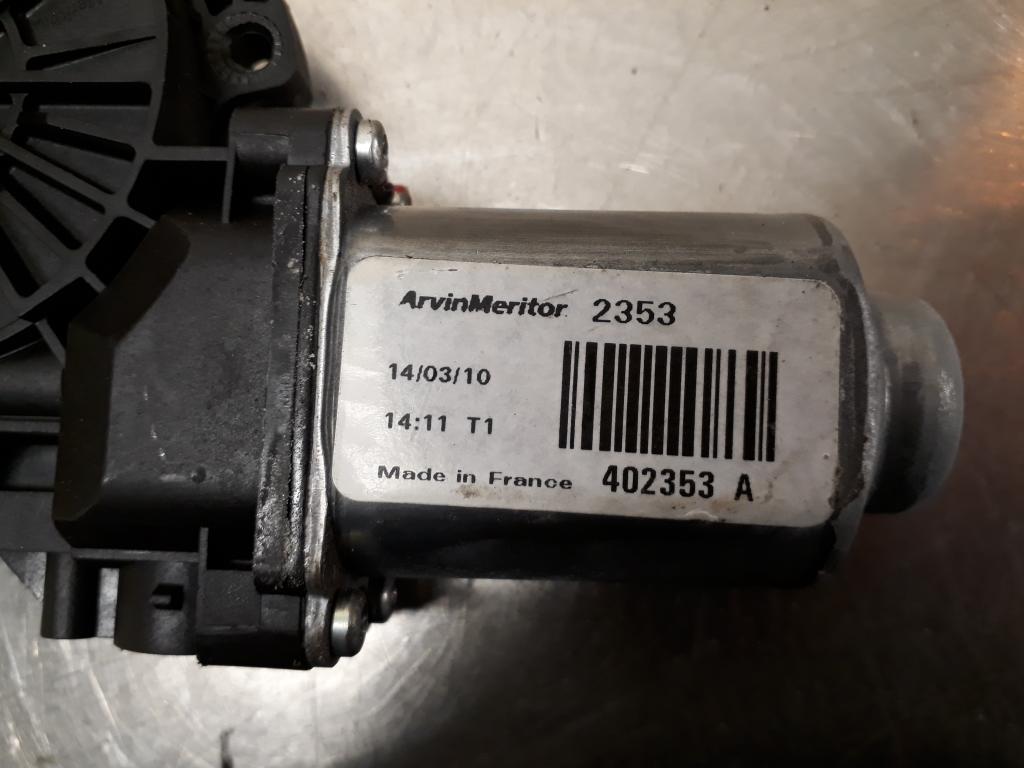 ArvinMeritor 2353
14/03/10
14:11 T1
Made in France 402353 A